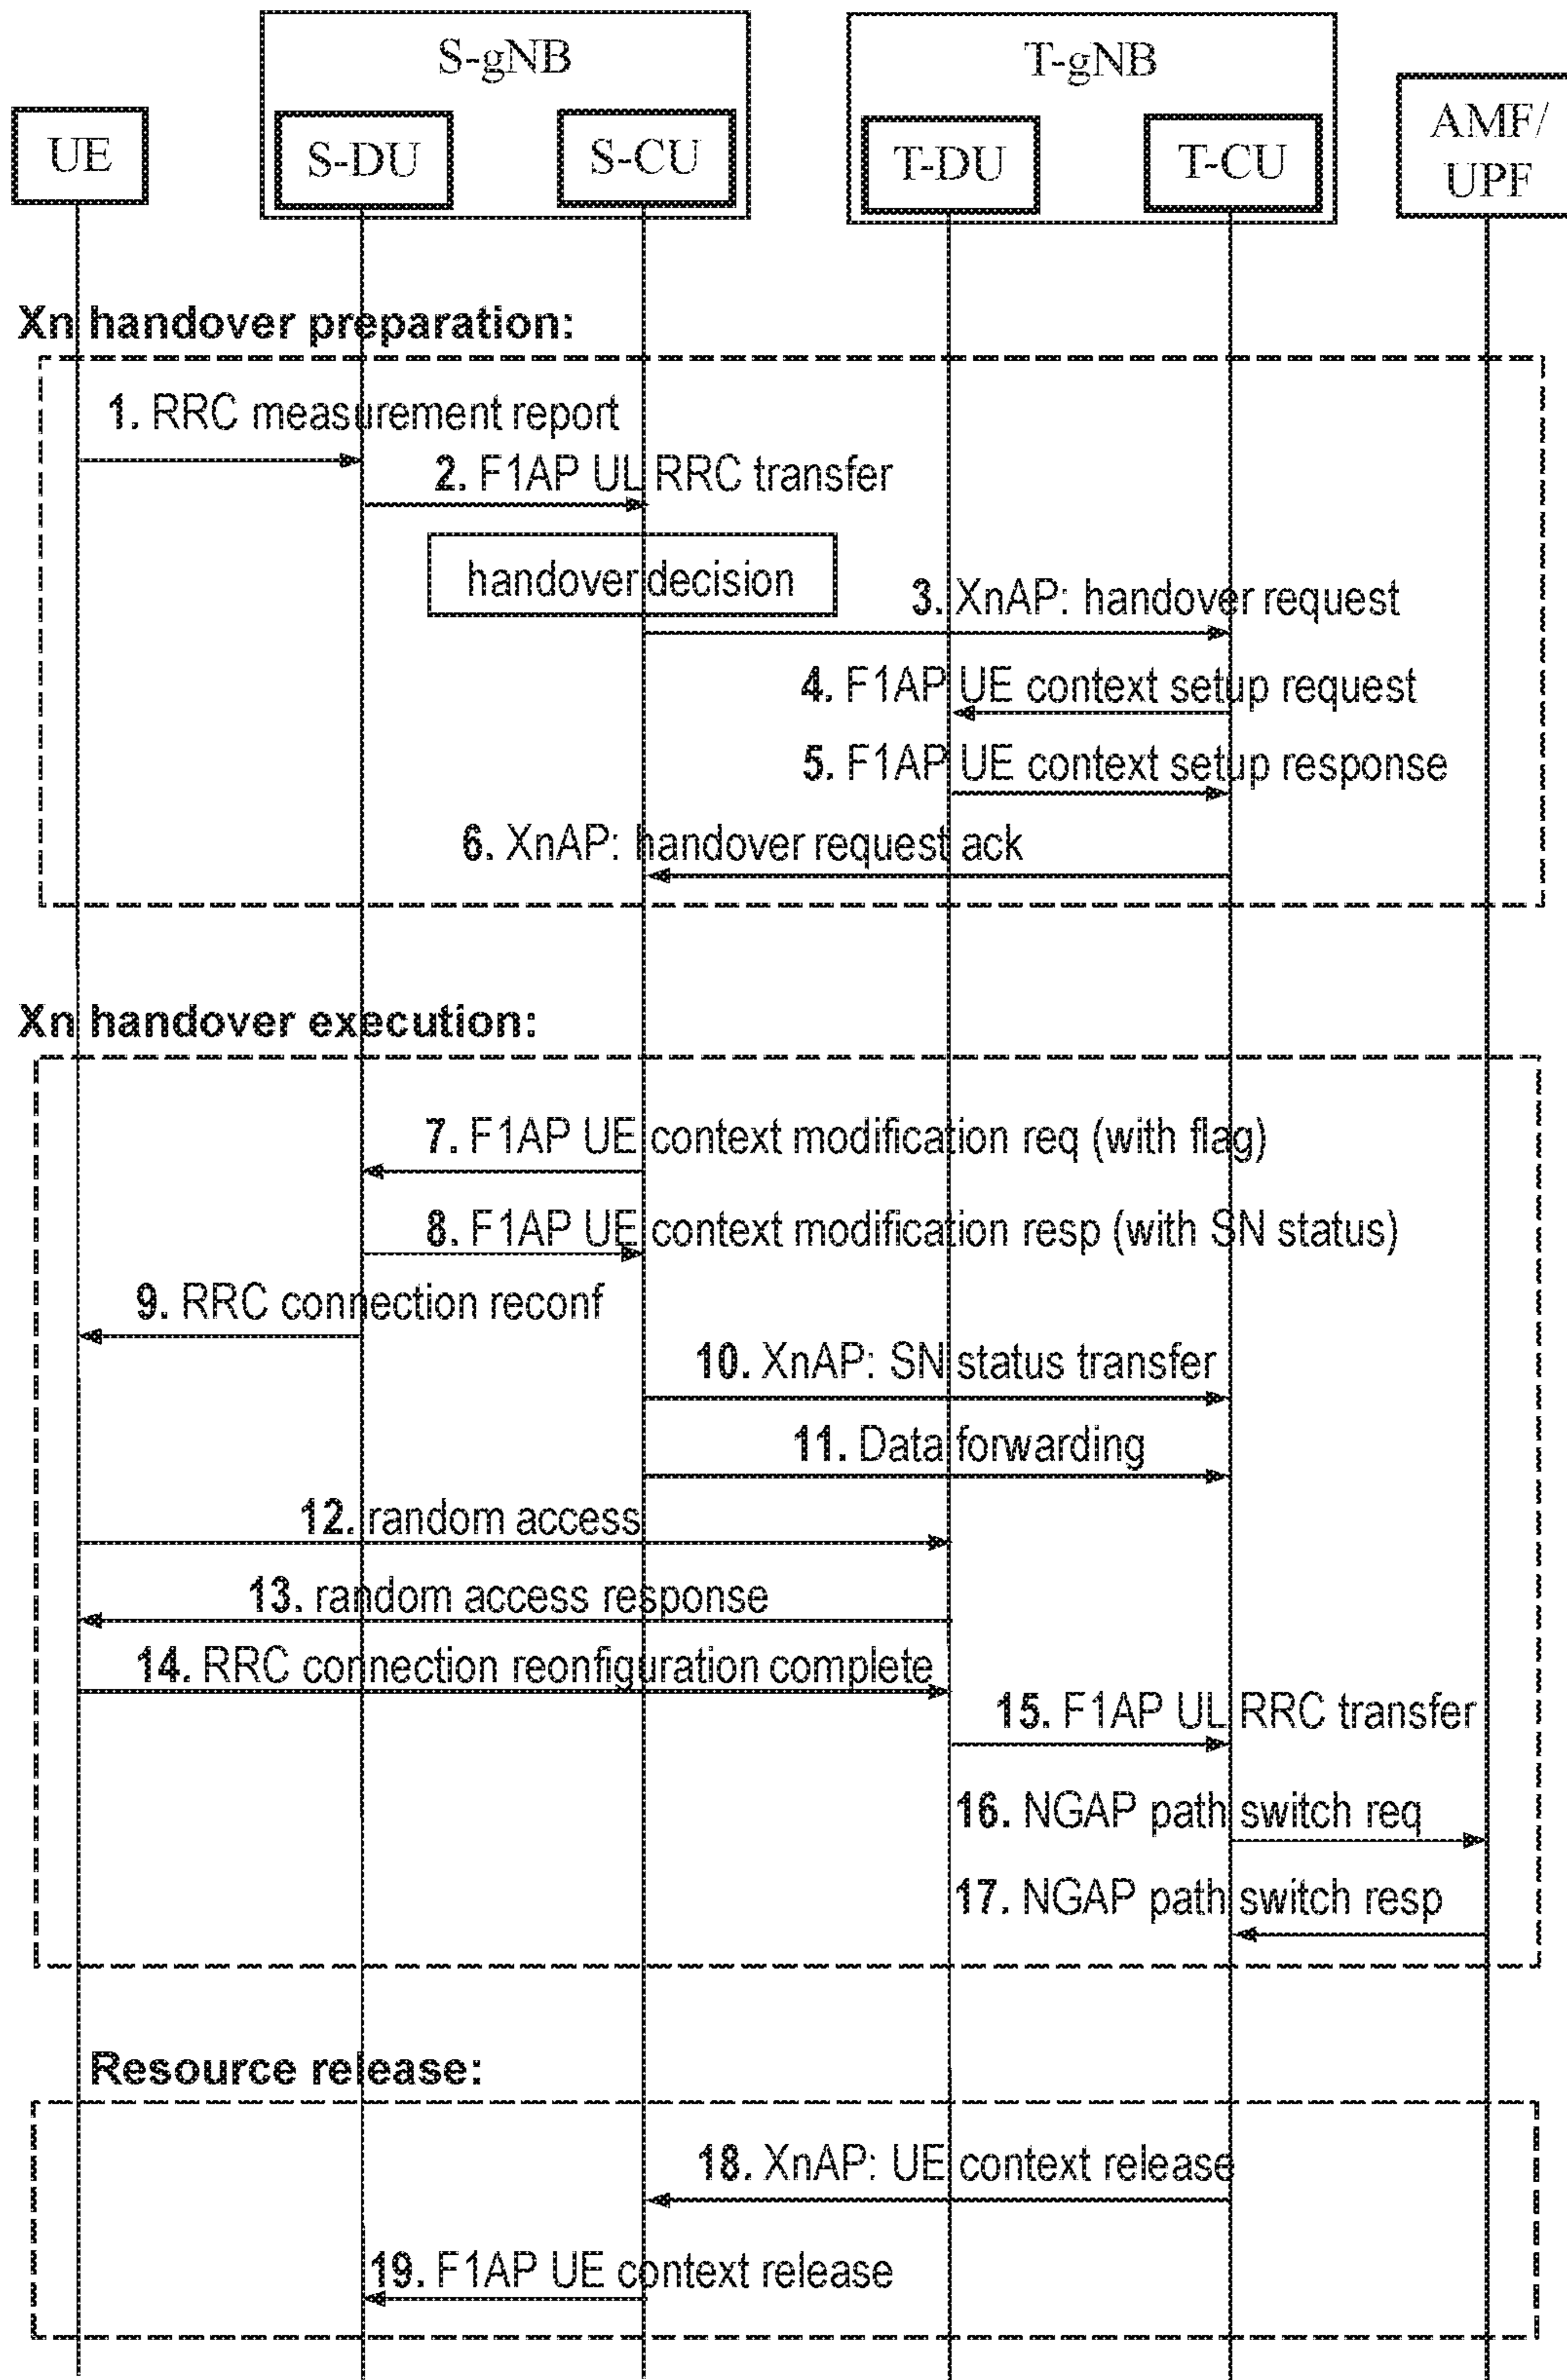 S-gNB
T-gNB
UE
S-DU
S-CU
T-DU
T-CU
AMF/
UPF
Xn handover preparation:
1. RRC measurement report
2. F1AP UL RRC transfer
handover decision
3. XnAP: handover request
4. F1AP UE context setup request
5. F1AP UE context setup response
6. XnAP: handover request ack
Xn handover execution:
7. F1AP UE context modification req (with flag)
8. F1AP UE context modification resp (with SN status)
9. RRC connection reconf
10. XnAP: SN status transfer
11. Data forwarding
12. random access
13. random access response
14. RRC connection reonfiguration complete
15. F1AP UL RRC transfer
16. NGAP path switch req
17. NGAP path switch resp
Resource release:
18. XnAP: UE context release
19. F1AP UE context release